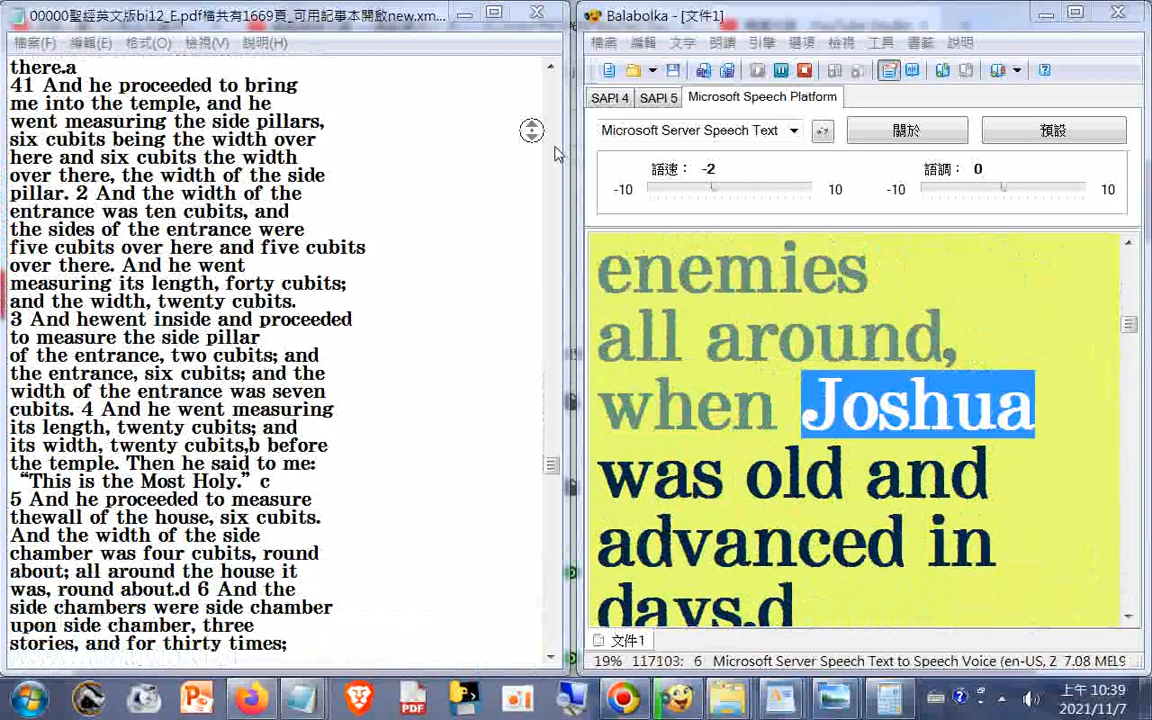 00000聖經英文版bi12_E.pdf檔共有1669頁_可用記事本開啟new.xm...
檔案(F) 編輯(E) 格式(O) 檢視(V) 說明(H)
there.a
41 And he proceeded to bring
me into the temple, and he
went measuring the side pillars,
six cubits being the width over
here and six cubits the width
over there, the width of the side
pillar. 2 And the width of the
entrance was ten cubits, and
the sides of the entrance were
five cubits over here and five cubits
over there. And he went
measuring its length, forty cubits;
and the width, twenty cubits.
3 And hewent inside and proceeded
to measure the side pillar
of the entrance, two cubits; and
the entrance, six cubits; and the
width of the entrance was seven
cubits. 4 And he went measuring
its length, twenty cubits; and
its width, twenty cubits,b before
the temple. Then he said to me:
“This is the Most Holy.” c
5 And he proceeded to measure
thewall of the house, six cubits.
And the width of the side
chamber was four cubits, round
about; all around the house it
was, round about.d 6 And the
side chambers were side chamber
upon side chamber, three
stories, and for thirty times;
Balabolka - [文件1]
檔案 編輯 文字 朗讀 引擎 選項 檢視 工具 書籤 說明
SAPI 4 SAPI 5 Microsoft Speech Platform
Microsoft Server Speech Text 關於 預設
語速： -2 語調： 0
-10 10 -10 10
enemies
all around,
when Joshua
was old and
advanced in
days.d
文件1
19% 117103: 6 Microsoft Server Speech Text to Speech Voice (en-US, Z 7.08 МБ19
上午 10:39
2021/11/7